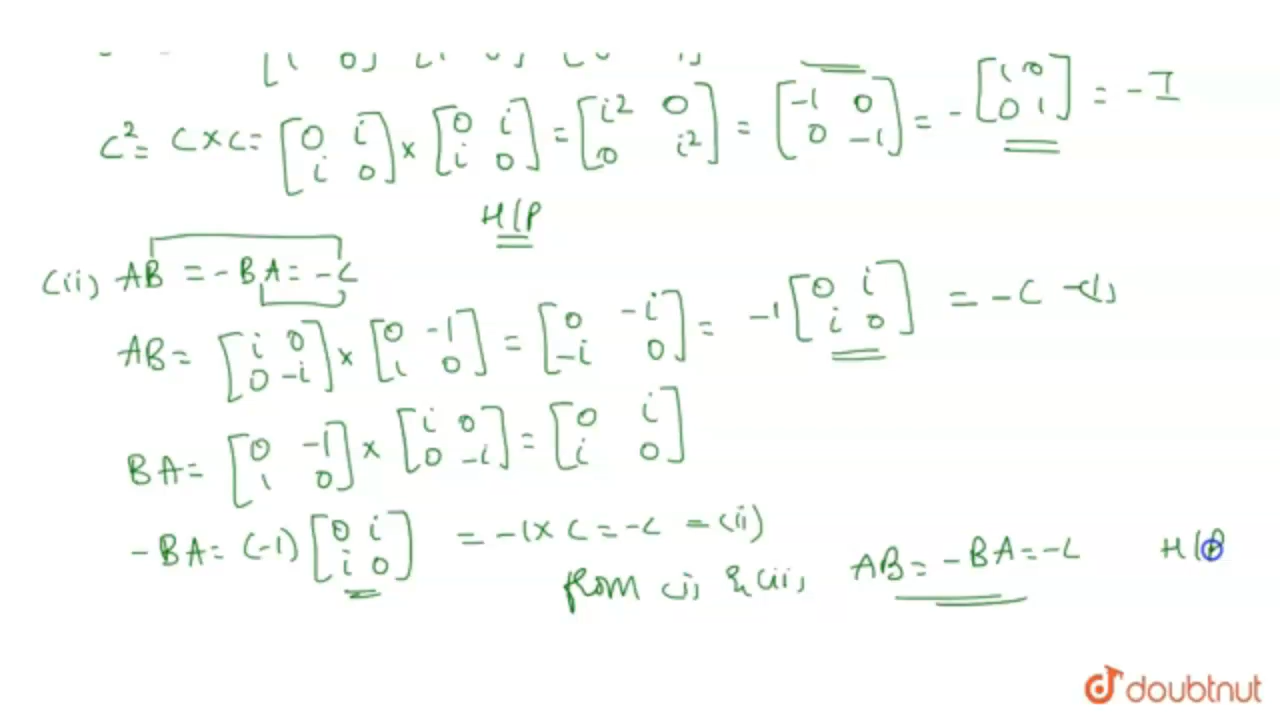 C² = C × C = [0 i; i 0] × [0 i; i 0] = [i² 0; 0 i²] = [-1 0; 0 -1] = -[1 0; 0 1] = -I
H/P
(ii) AB = -BA = -C
AB = [i 0; 0 -i] × [0 -1; 1 0] = [0 -i; -i 0] = -1 [0 i; i 0] = -C -(i)
BA = [0 -1; 1 0] × [i 0; 0 -i] = [0 i; i 0]
-BA = (-1) [0 i; i 0] = -1 × C = -C -(ii)
from (i) & (ii), AB = -BA = -C H/P
doubtnut